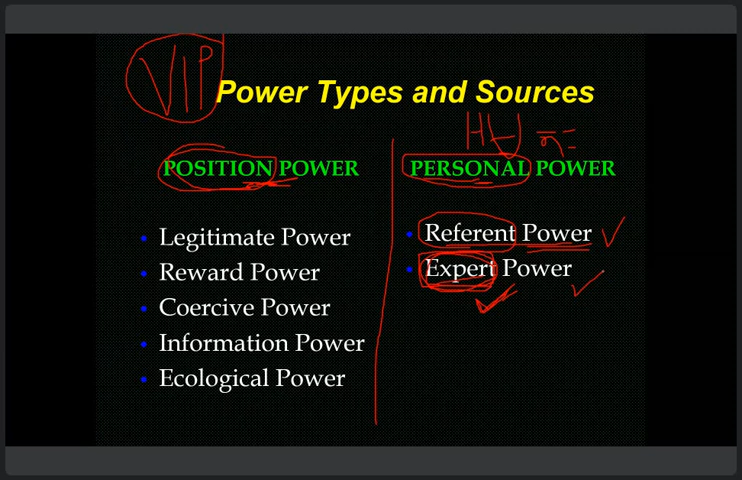 VIP
Power Types and Sources
POSITION POWER
Legitimate Power
Reward Power
Coercive Power
Information Power
Ecological Power
PERSONAL POWER
Referent Power
Expert Power